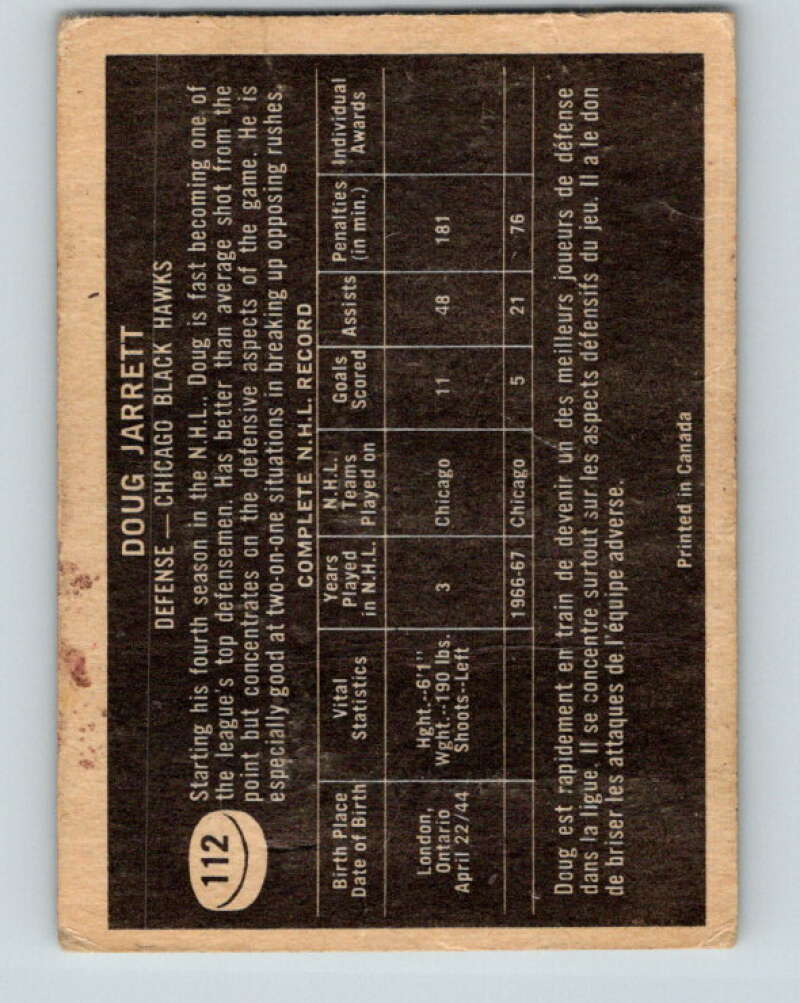 DOUG JARRETT
DEFENSE — CHICAGO BLACK HAWKS
112
Starting his fourth season in the N.H.L., Doug is fast becoming one of
the league's top defensemen. Has better than average shot from the
point but concentrates on the defensive aspects of the game. He is
especially good at two-on-one situations in breaking up opposing rushes.
COMPLETE N.H.L. RECORD
Birth Place
Date of Birth
Vital
Statistics
Years
Played
in N.H.L.
N.H.L.
Teams
Played on
Goals
Scored
Assists
Penalties
(in min.)
Individual
Awards
London,
Ontario
April 22/44
Hght.--6'1"
Wght.--190 lbs.
Shoots--Left
3
Chicago
11
48
181
1966-67
Chicago
5
21
76
Doug est rapidement en train de devenir un des meilleurs joueurs de défense
dans la ligue. Il se concentre surtout sur les aspects défensifs du jeu. Il a le don
de briser les attaques de l'équipe adverse.
Printed in Canada